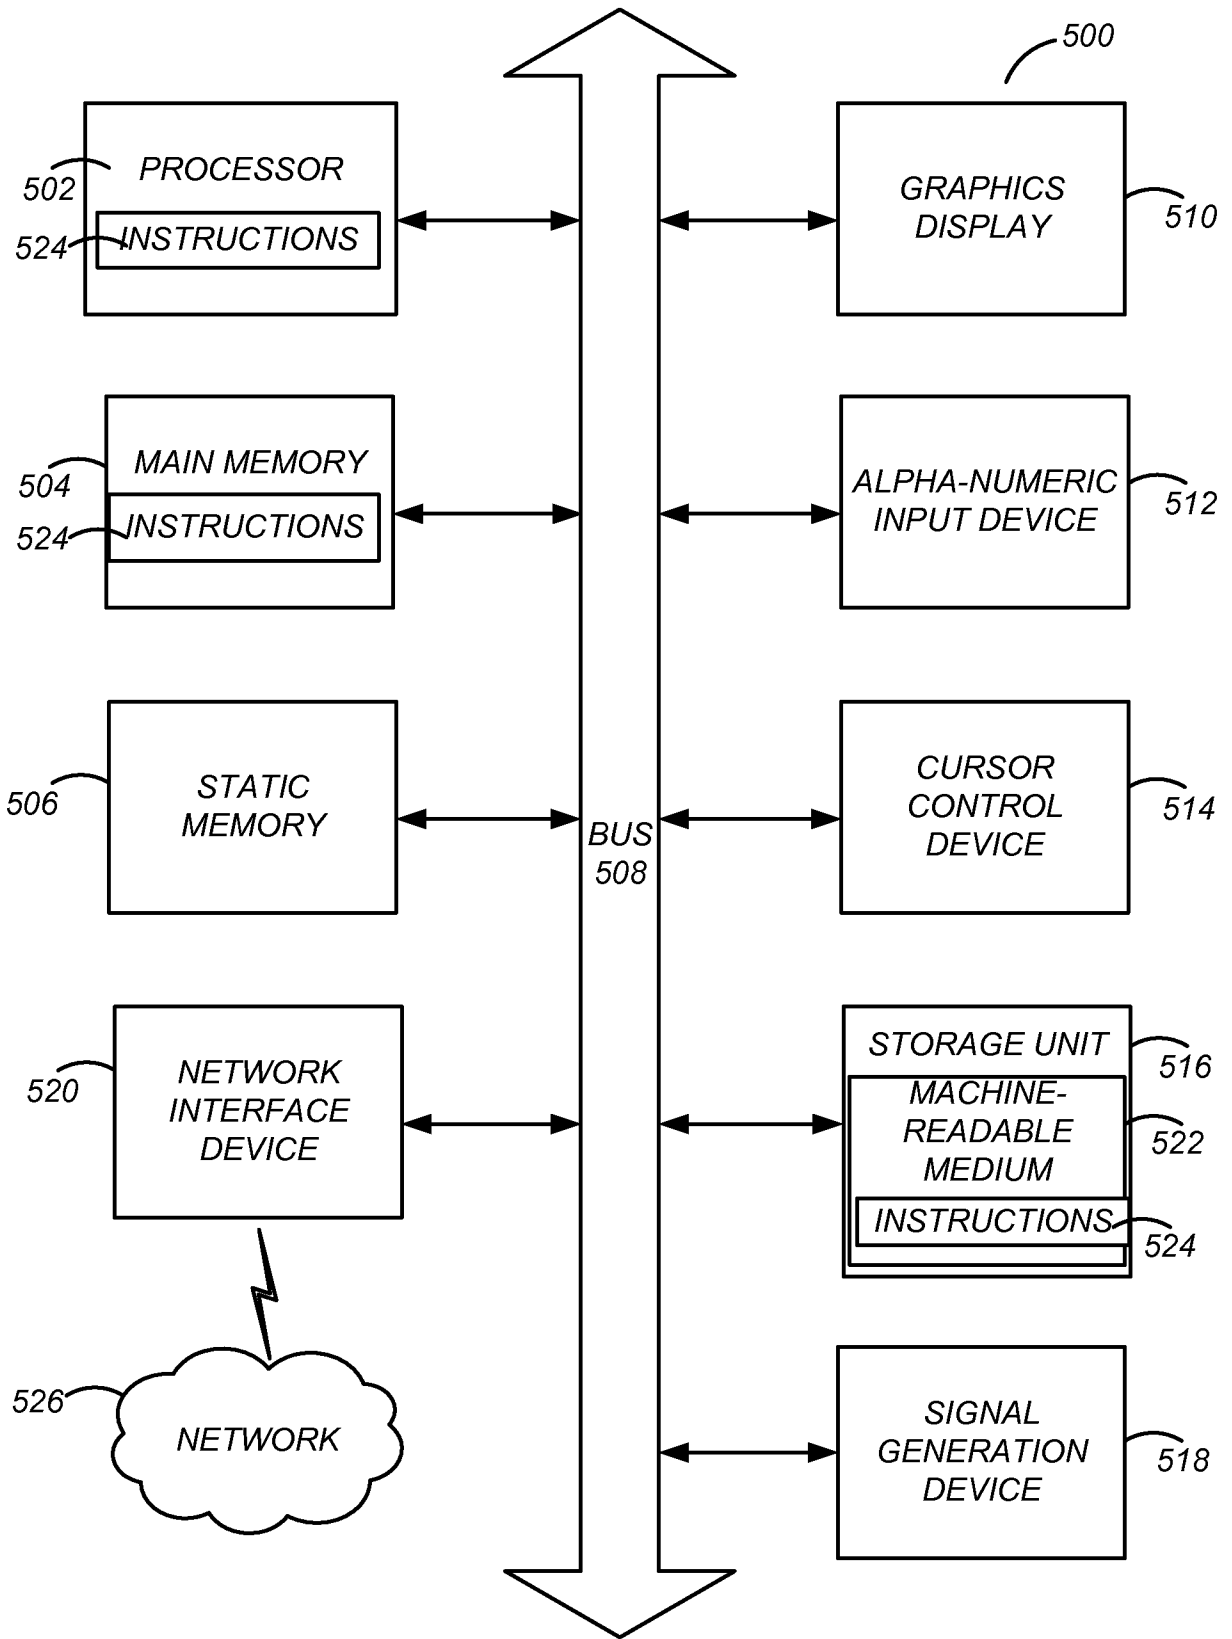 500
PROCESSOR
502
INSTRUCTIONS
524
GRAPHICS
DISPLAY
510
MAIN MEMORY
504
INSTRUCTIONS
524
ALPHA-NUMERIC
INPUT DEVICE
512
STATIC
MEMORY
506
BUS
508
CURSOR
CONTROL
DEVICE
514
NETWORK
INTERFACE
DEVICE
520
STORAGE UNIT
516
MACHINE-
READABLE
MEDIUM
522
INSTRUCTIONS
524
526
NETWORK
SIGNAL
GENERATION
DEVICE
518